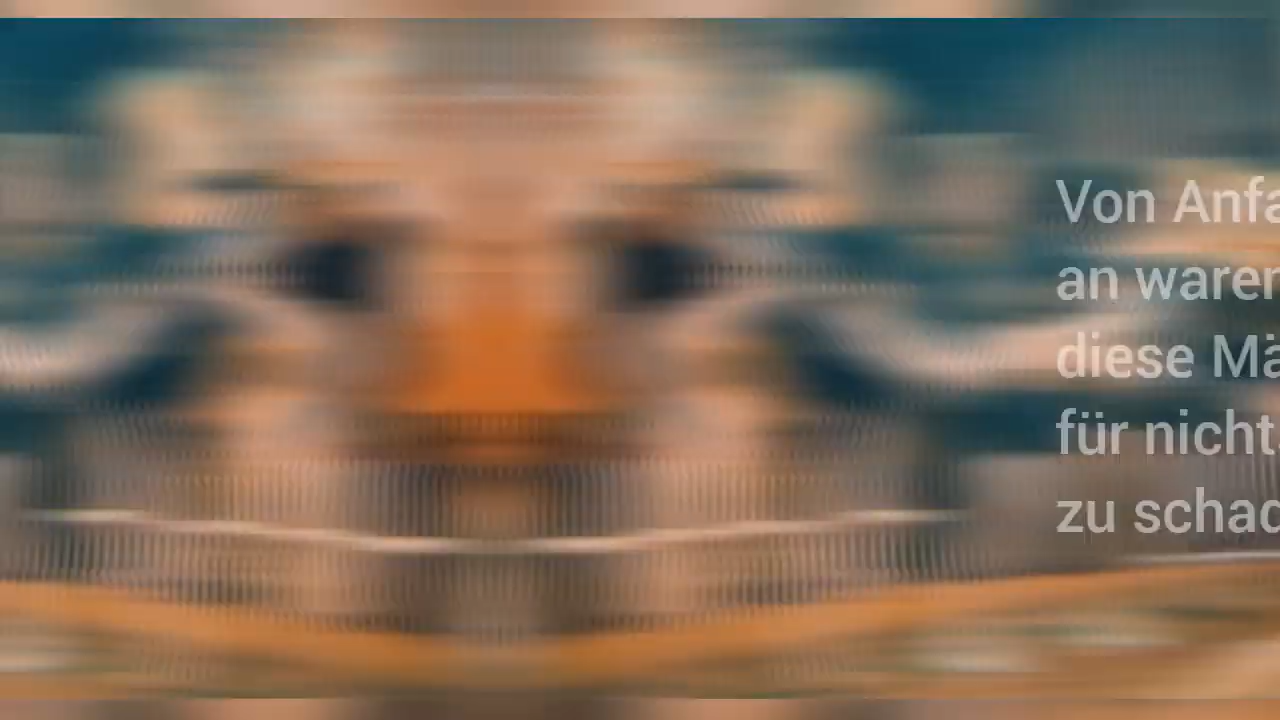 Von Anfa
an waren
diese Mä
für nicht
zu schad